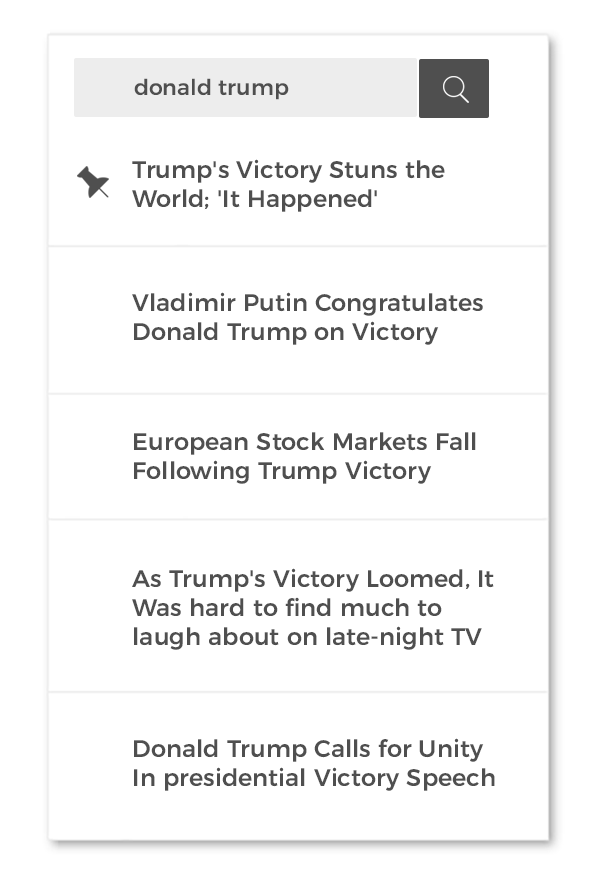 donald trump
Trump's Victory Stuns the
World; 'It Happened'
Vladimir Putin Congratulates
Donald Trump on Victory
European Stock Markets Fall
Following Trump Victory
As Trump's Victory Loomed, It
Was hard to find much to
laugh about on late-night TV
Donald Trump Calls for Unity
In presidential Victory Speech